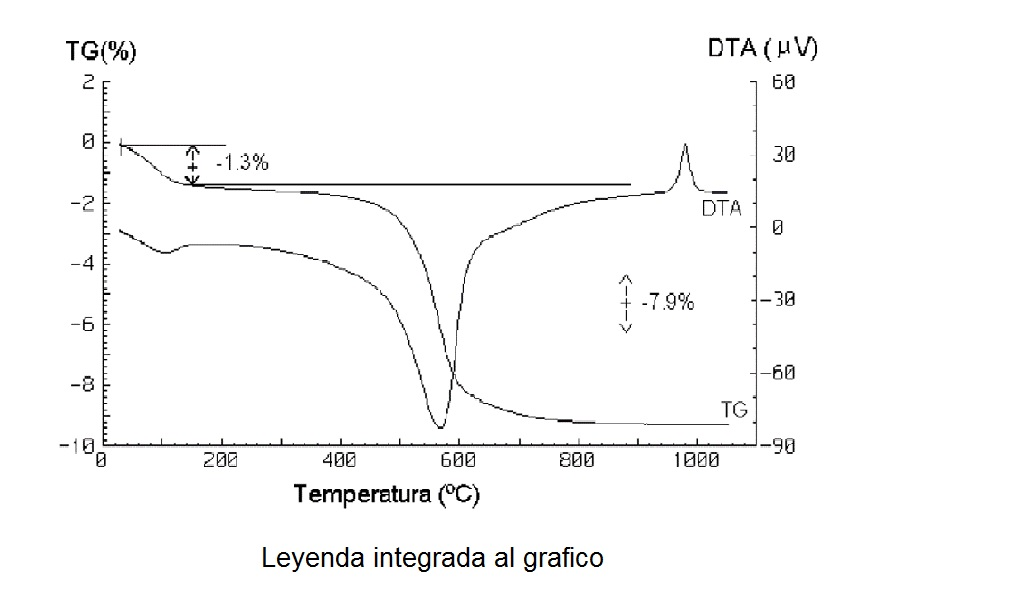 TG(%)
DTA (μV)
2
0
-2
-4
-6
-8
-10
60
30
0
-30
-60
-90
-1.3%
DTA
-7.9%
TG
0 200 400 600 800 1000
Temperatura (ºC)
Leyenda integrada al grafico